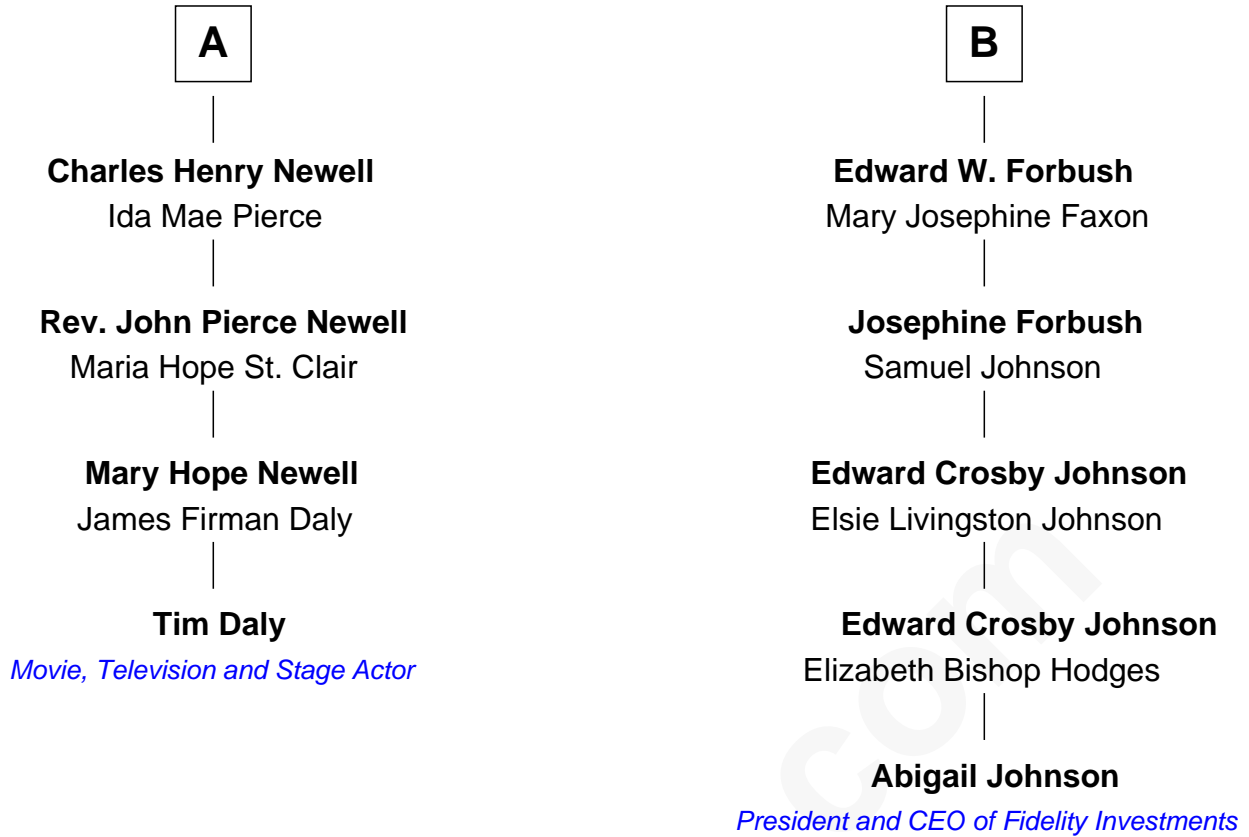 A
Charles Henry Newell
Ida Mae Pierce
Rev. John Pierce Newell
Maria Hope St. Clair
Mary Hope Newell
James Firman Daly
Tim Daly
Movie, Television and Stage Actor
B
Edward W. Forbush
Mary Josephine Faxon
Josephine Forbush
Samuel Johnson
Edward Crosby Johnson
Elsie Livingston Johnson
Edward Crosby Johnson
Elizabeth Bishop Hodges
Abigail Johnson
President and CEO of Fidelity Investments
com